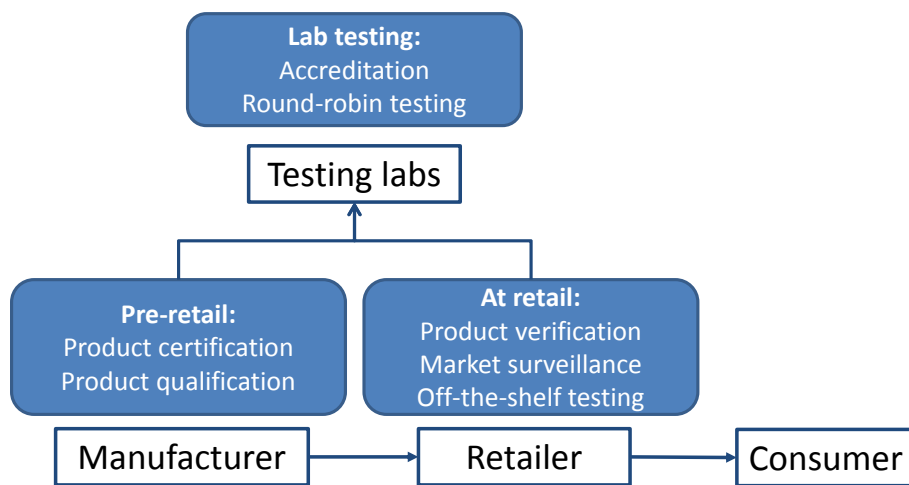 Lab testing:
Accreditation
Round-robin testing
Testing labs
Pre-retail:
Product certification
Product qualification
At retail:
Product verification
Market surveillance
Off-the-shelf testing
Manufacturer
Retailer
Consumer